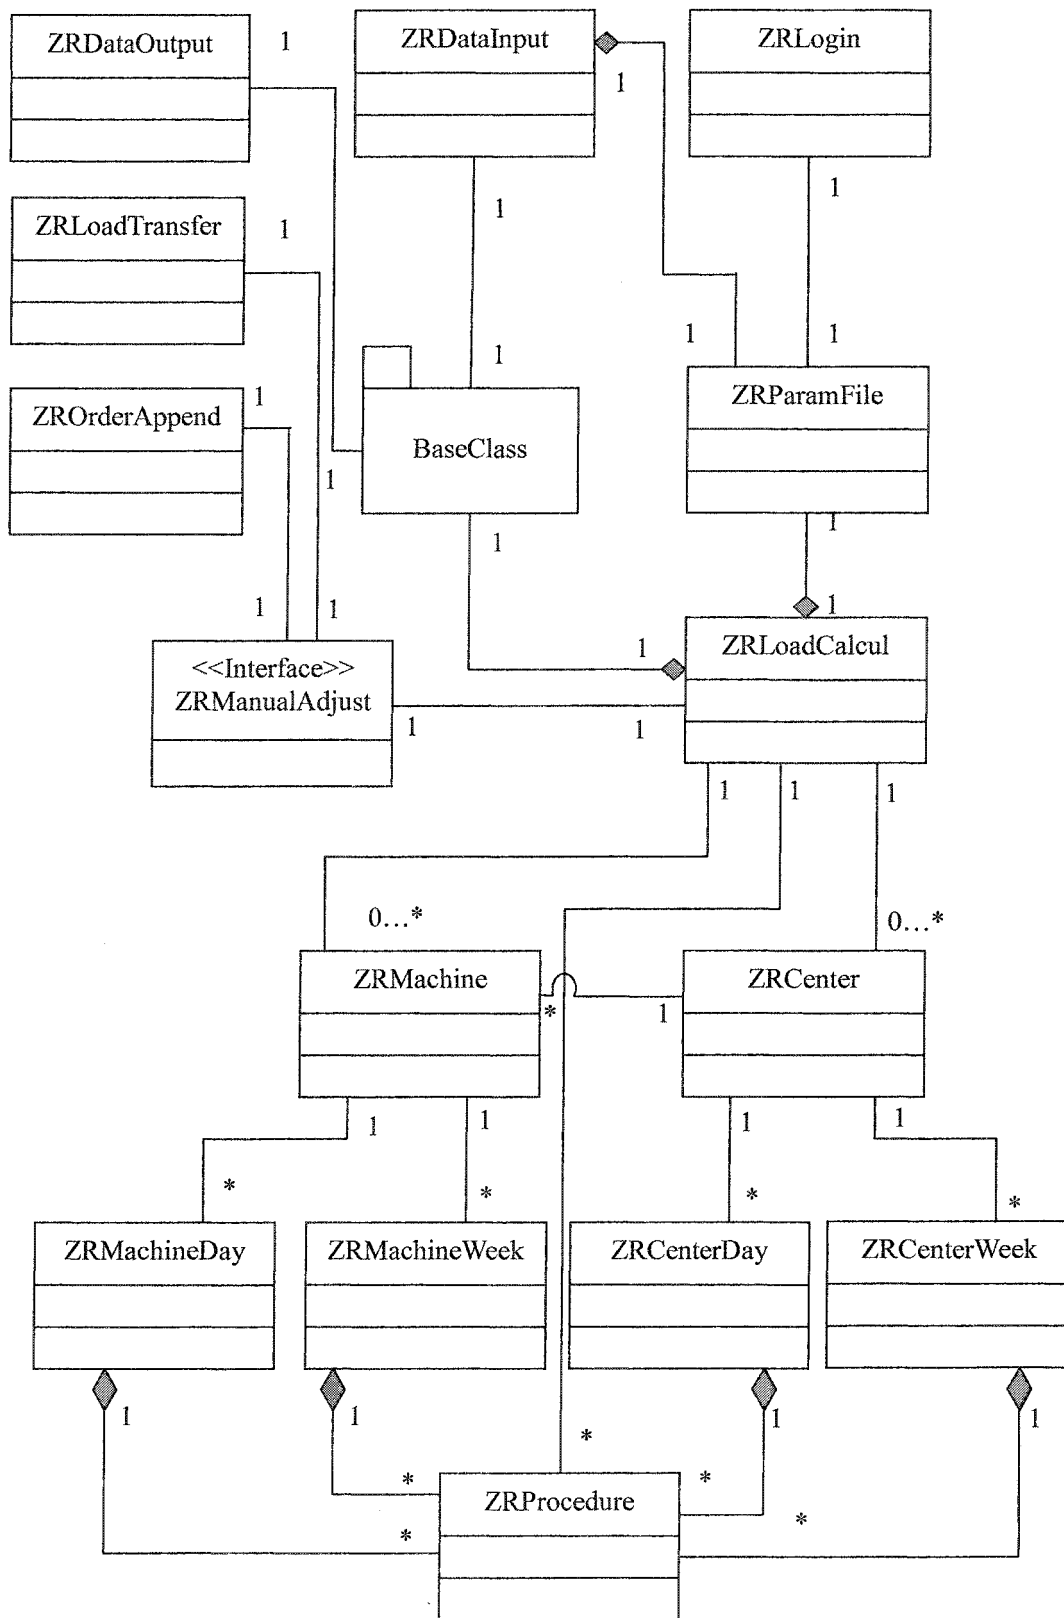 ZRDataOutput
1
ZRDataInput
1
ZRLogin
1
1
ZRLoadTransfer
1
1
1
1
ZROrderAppend
1
BaseClass
1
ZRParamFile
1
1
1
1
1
<<Interface>>
ZRManualAdjust
1
1
1
ZRLoadCalcul
1
1
1
1
0…*
0…*
ZRMachine
*
ZRCenter
1
1
1
1
1
*
*
*
*
ZRMachineDay
ZRMachineWeek
ZRCenterDay
ZRCenterWeek
1
1
1
1
*
*
*
*
*
ZRProcedure